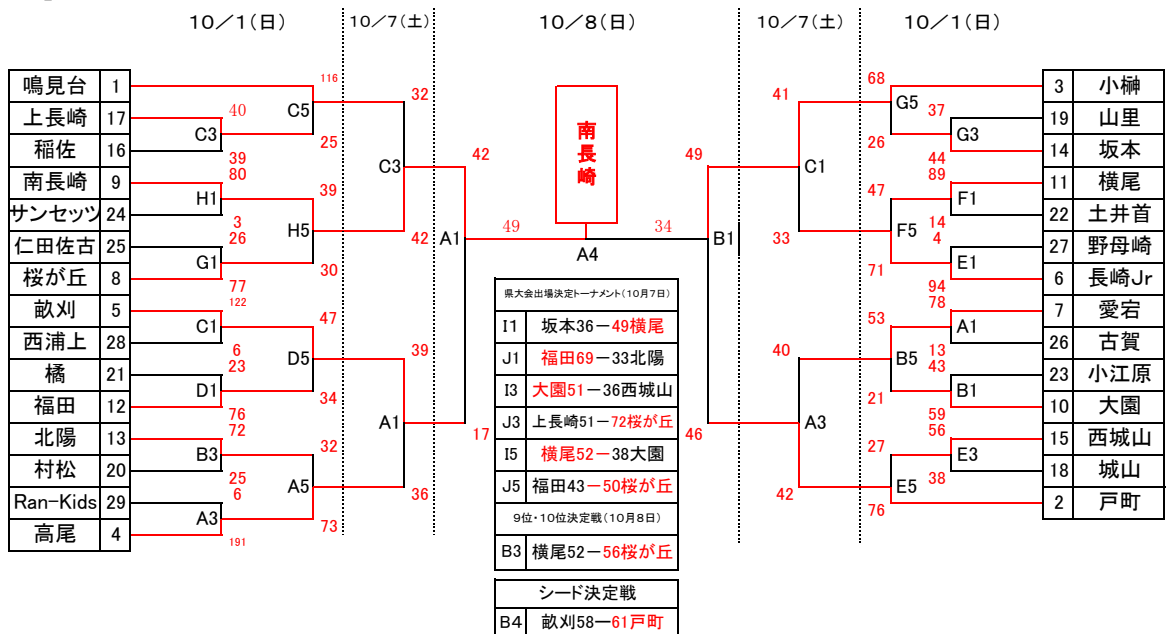 10/1(日) 10/7(土) 10/8(日) 10/7(土) 10/1(日)
鳴見台 1
上長崎 17
稲佐 16
南長崎 9
サンセッツ 24
仁田佐古 25
桜が丘 8
畝刈 5
西浦上 28
橘 21
福田 12
北陽 13
村松 20
Ran-Kids 29
高尾 4
C3
H1
G1
C1
D1
B3
A3
40
39
80
3
26
77
122
6
23
76
72
25
6
191
C5
H5
D5
A5
116
25
39
30
47
34
32
73
C3
A1
32
42
39
36
A1
42
17
南長崎
49
34
A4
県大会出場決定トーナメント(10月7日)
I1 坂本36－49横尾
J1 福田69－33北陽
I3 大園51－36西城山
J3 上長崎51－72桜が丘
I5 横尾52－38大園
J5 福田43－50桜が丘
9位・10位決定戦(10月8日)
B3 横尾52－56桜が丘
シード決定戦
B4 畝刈58―61戸町
B1
49
46
C1
A3
41
33
40
42
G5
F5
B5
E5
68
26
47
71
53
21
27
76
G3
F1
E1
A1
B1
E3
37
44
89
14
4
94
78
13
43
59
56
38
3 小榊
19 山里
14 坂本
11 横尾
22 土井首
27 野母崎
6 長崎Jr
7 愛宕
26 古賀
23 小江原
10 大園
15 西城山
18 城山
2 戸町